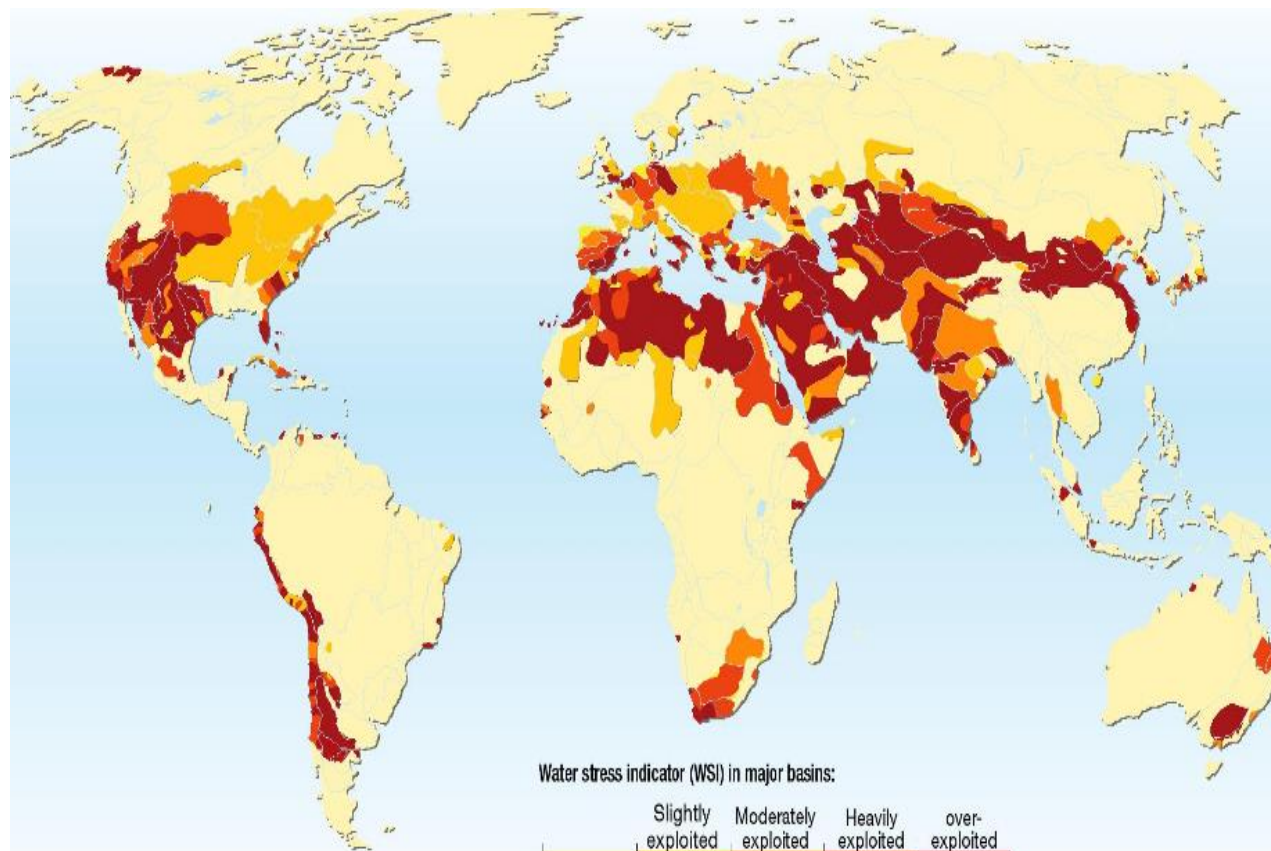 Water stress indicator (WSI) in major basins:
Slightly Moderately Heavily over-
exploited exploited exploited exploited